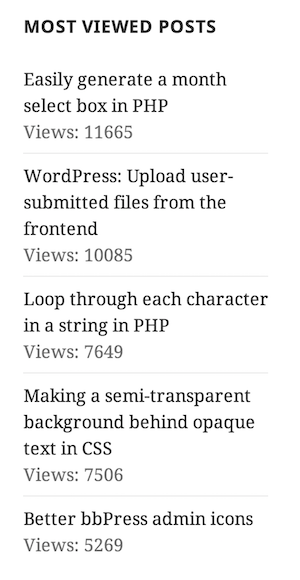 MOST VIEWED POSTS
Easily generate a month
select box in PHP
Views: 11665
WordPress: Upload user-
submitted files from the
frontend
Views: 10085
Loop through each character
in a string in PHP
Views: 7649
Making a semi-transparent
background behind opaque
text in CSS
Views: 7506
Better bbPress admin icons
Views: 5269